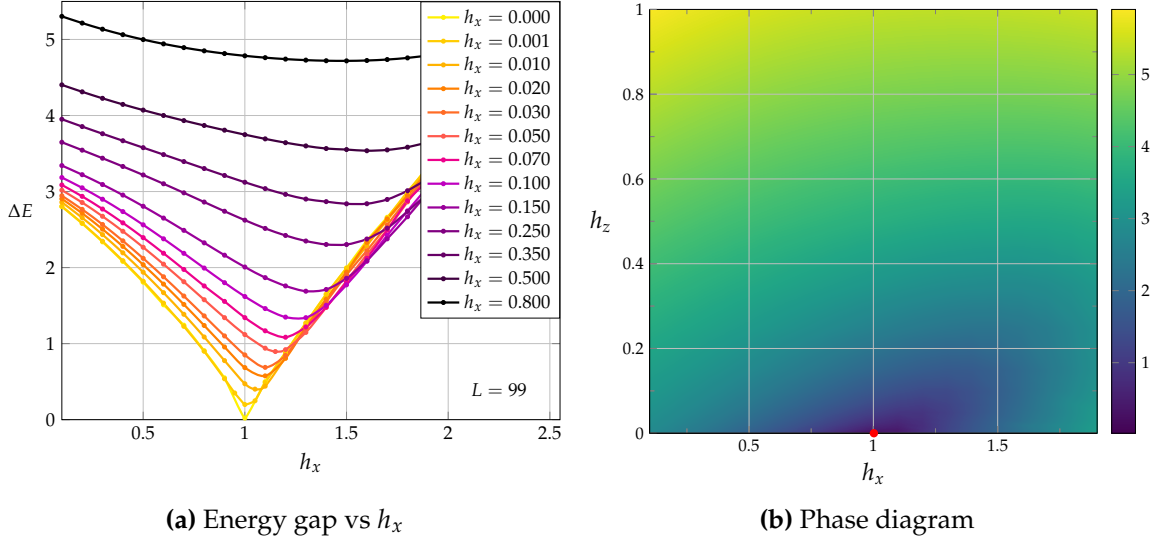 5
4
3
2
1
0
ΔE
0.5
1
1.5
2
2.5
h_x
h_x = 0.000
h_x = 0.001
h_x = 0.010
h_x = 0.020
h_x = 0.030
h_x = 0.050
h_x = 0.070
h_x = 0.100
h_x = 0.150
h_x = 0.250
h_x = 0.350
h_x = 0.500
h_x = 0.800
L = 99
(a) Energy gap vs h_x
1
0.8
0.6
0.4
0.2
0
h_z
0.5
1
1.5
h_x
5
4
3
2
1
(b) Phase diagram